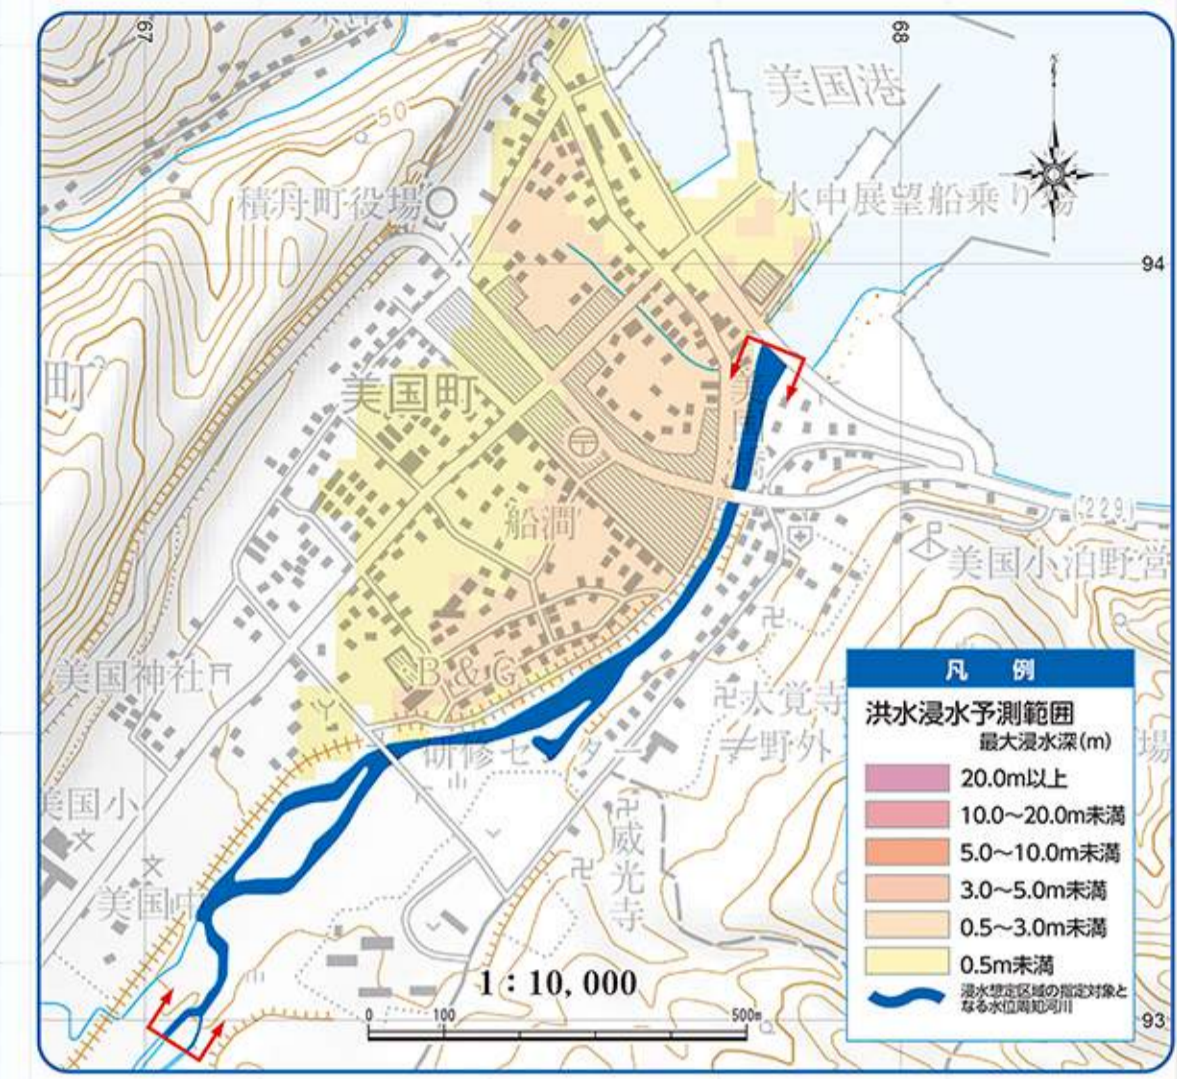 67
68
美国港
50
積丹町役場
水中展望船乗り場
94
町
美国町
船澗
(229)
美国小泊野営
場
美国神社
B&G
大覚寺
野外
研修センター
美国小
威光寺
美国中
凡 例
洪水浸水予測範囲
最大浸水深(m)
20.0m以上
10.0～20.0m未満
5.0～10.0m未満
3.0～5.0m未満
0.5～3.0m未満
0.5m未満
浸水想定区域の指定対象と
なる水位周知河川
1：10,000
0 100 500m
93